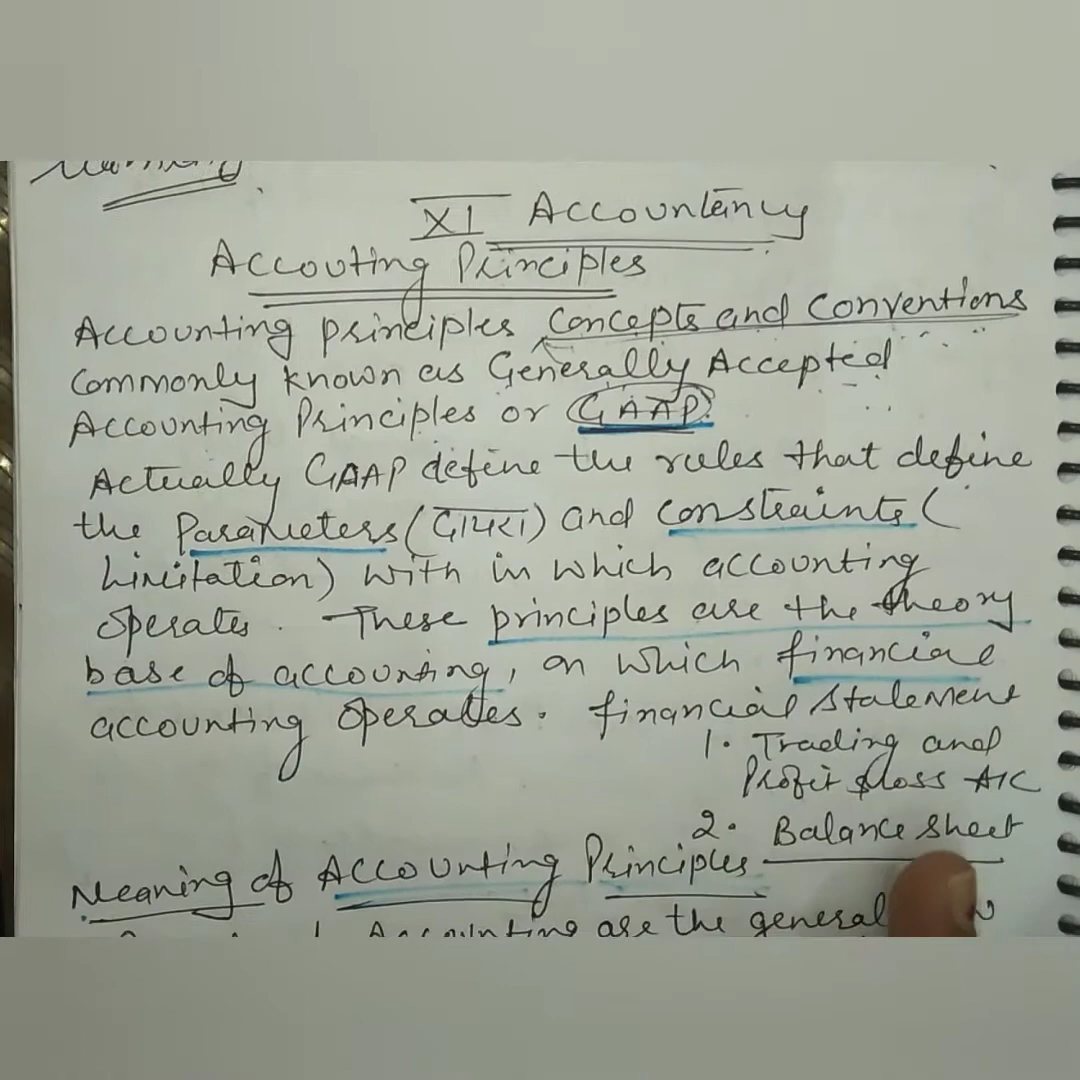 XI Accountancy
Accouting Principles
Accounting principles Concepts and Conventions
Commonly known as Generally Accepted
Accounting Principles or GAAP.
Actually GAAP define the rules that define
the Parameters (दायरा) and constraints (
Limitation) with in which accounting
operates. These principles are the theory
base of accounting, on which financial
accounting operates. financial statement
1. Trading and
Profit & loss A/C
2. Balance sheet
Meaning of Accounting Principles
Accounting are the general